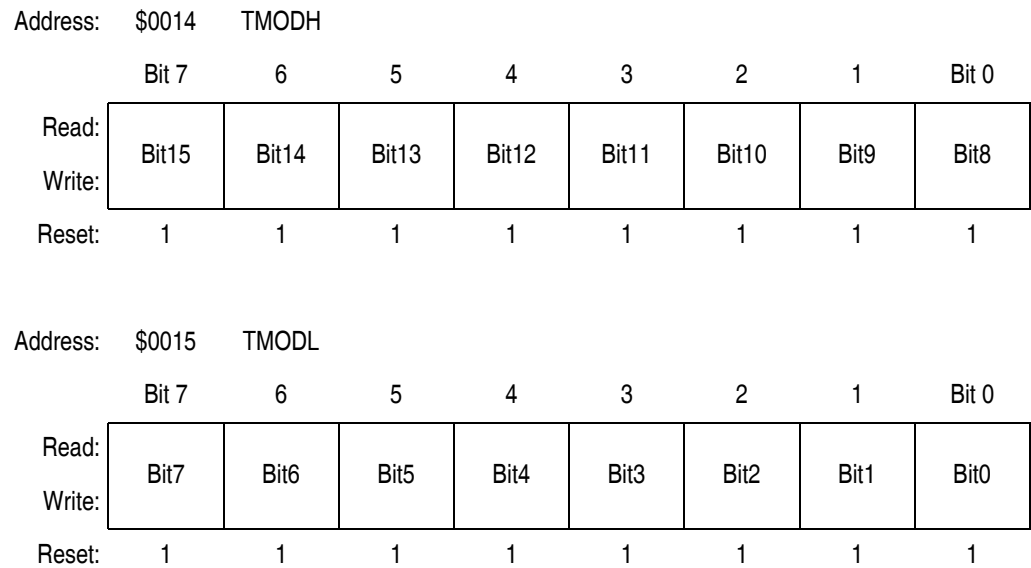 Address: $0014 TMODH
Bit 7 6 5 4 3 2 1 Bit 0
Read:
Bit15 Bit14 Bit13 Bit12 Bit11 Bit10 Bit9 Bit8
Write:
Reset: 1 1 1 1 1 1 1 1
Address: $0015 TMODL
Bit 7 6 5 4 3 2 1 Bit 0
Read:
Bit7 Bit6 Bit5 Bit4 Bit3 Bit2 Bit1 Bit0
Write:
Reset: 1 1 1 1 1 1 1 1